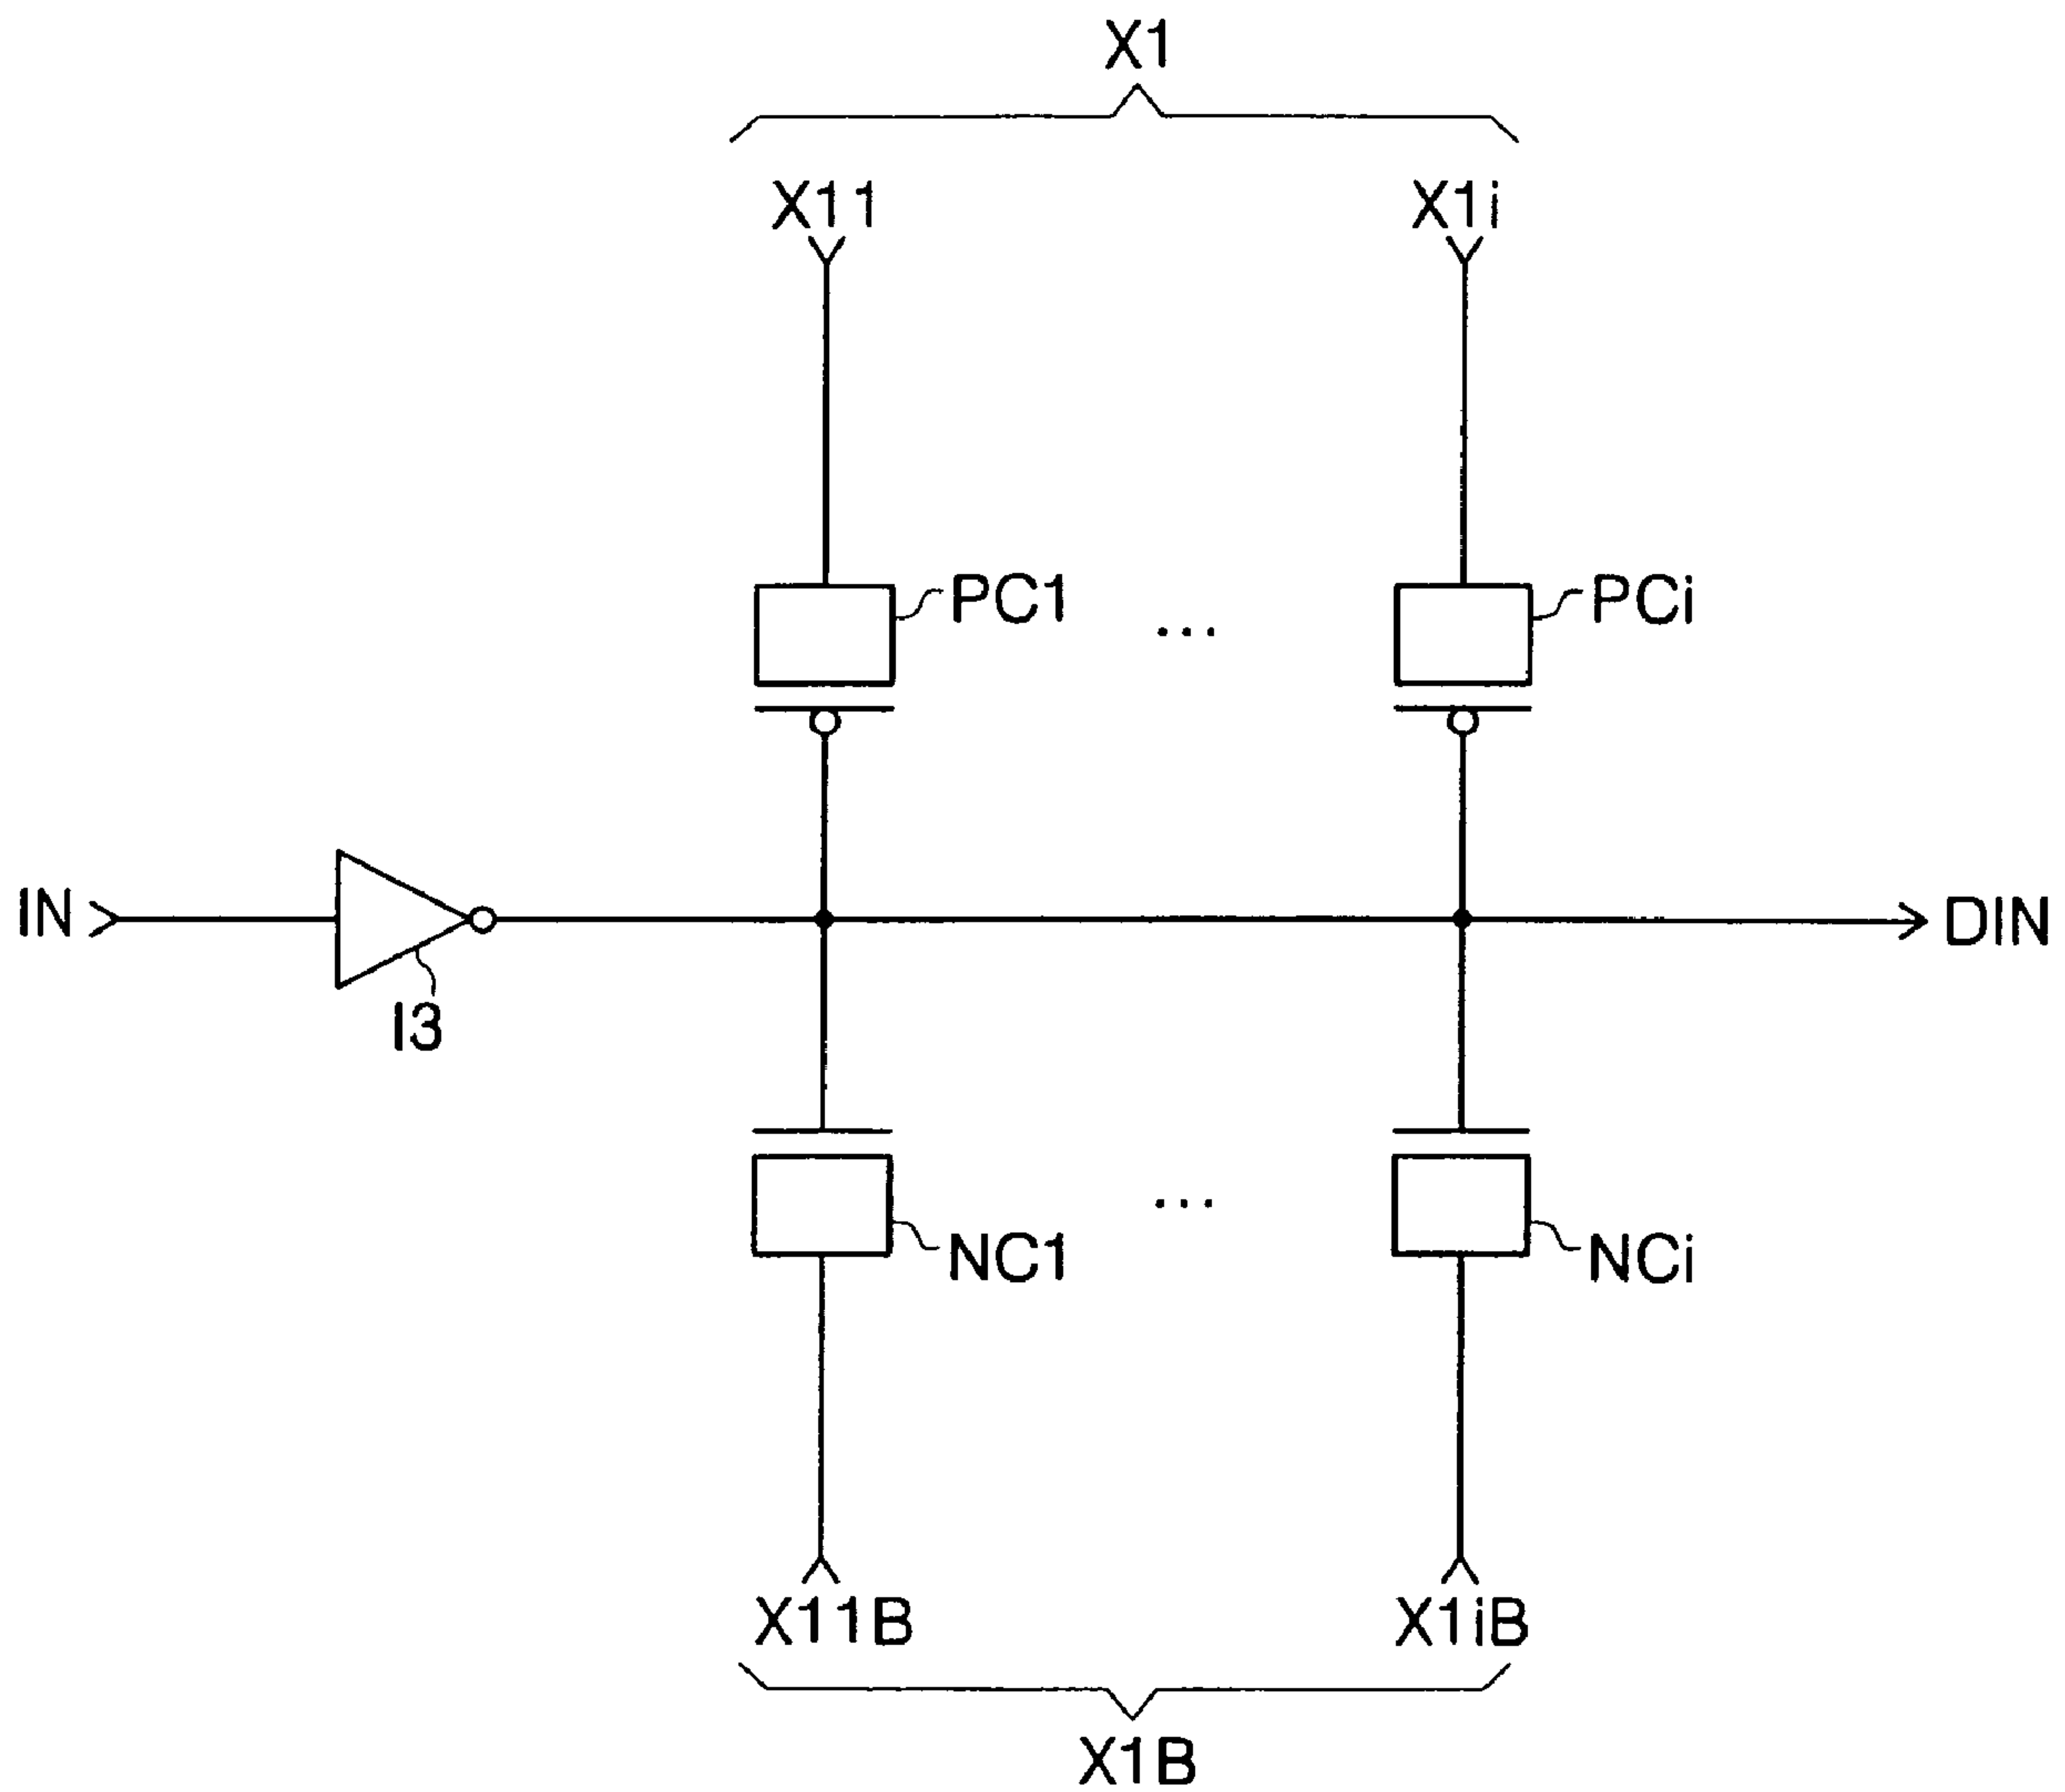 X1
X11 X1i
PC1 ... PCi
IN DIN
I3
... 
NC1 NCi
X11B X1iB
X1B